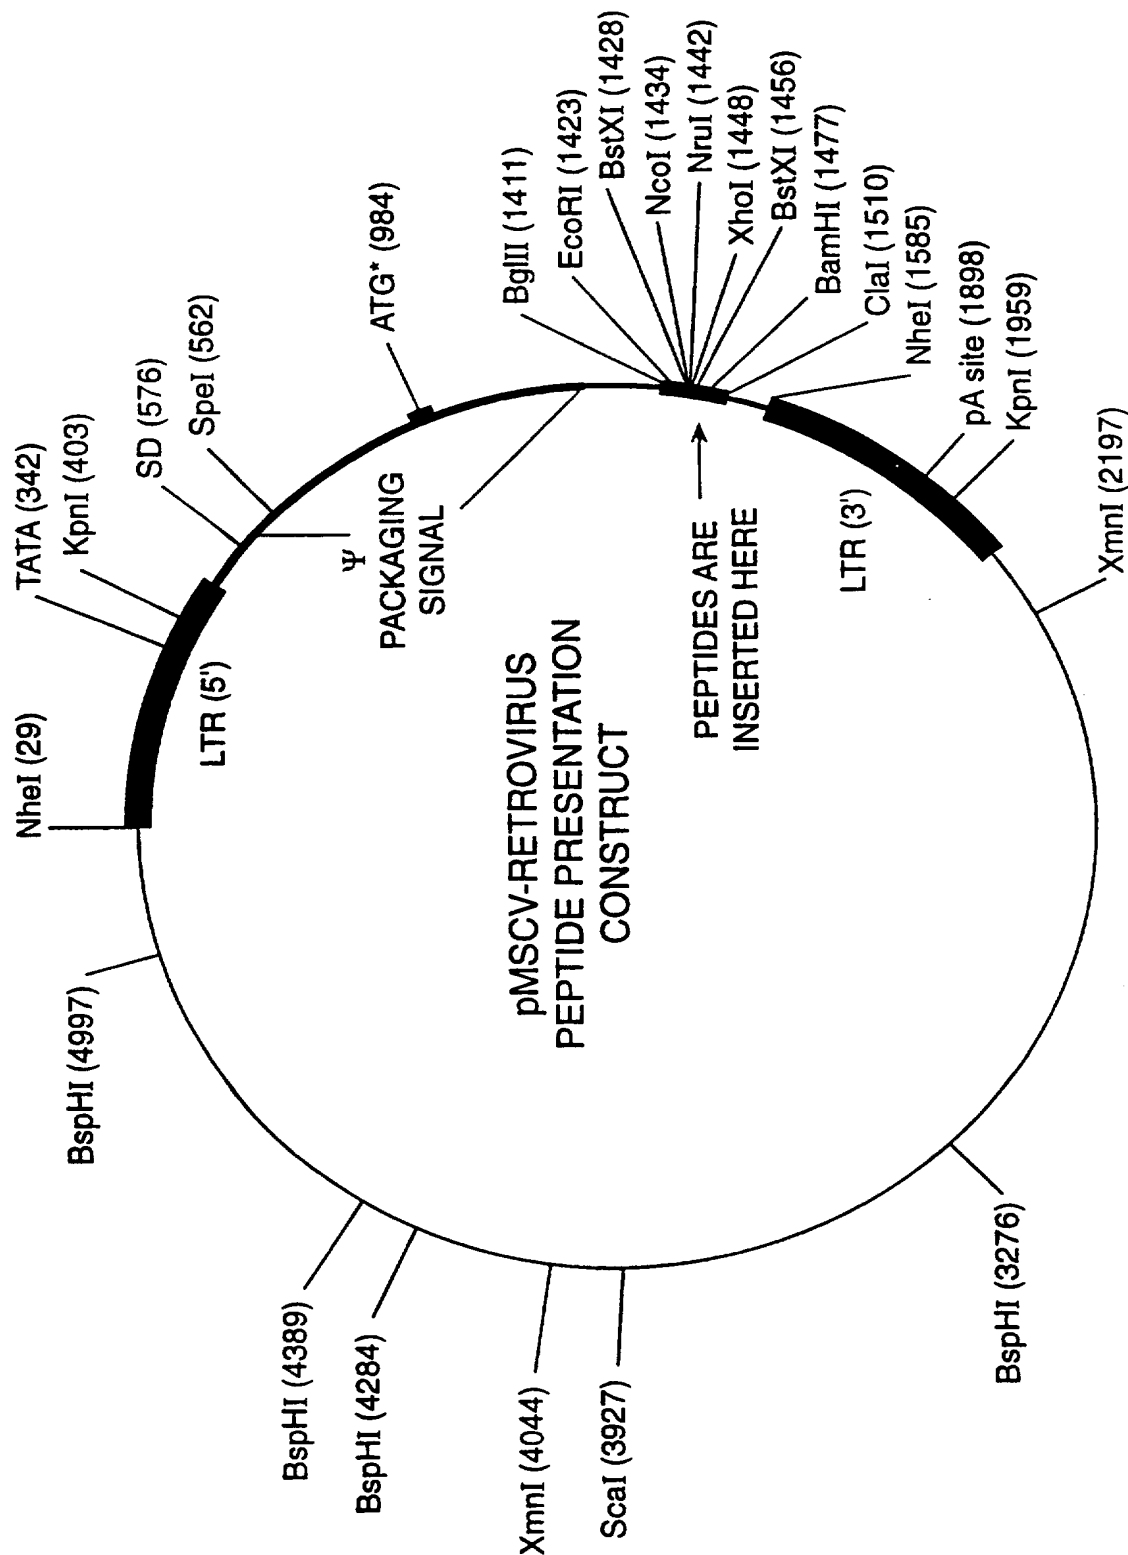 NheI (29)
TATA (342)
KpnI (403)
SD (576)
SpeI (562)
ATG* (984)
BglII (1411)
EcoRI (1423)
BstXI (1428)
NcoI (1434)
NruI (1442)
XhoI (1448)
BstXI (1456)
BamHI (1477)
ClaI (1510)
NheI (1585)
pA site (1898)
KpnI (1959)
XmnI (2197)
BspHI (3276)
ScaI (3927)
XmnI (4044)
BspHI (4284)
BspHI (4389)
BspHI (4997)
LTR (5')
Ψ
PACKAGING
SIGNAL
pMSCV-RETROVIRUS
PEPTIDE PRESENTATION
CONSTRUCT
PEPTIDES ARE
INSERTED HERE
LTR (3')